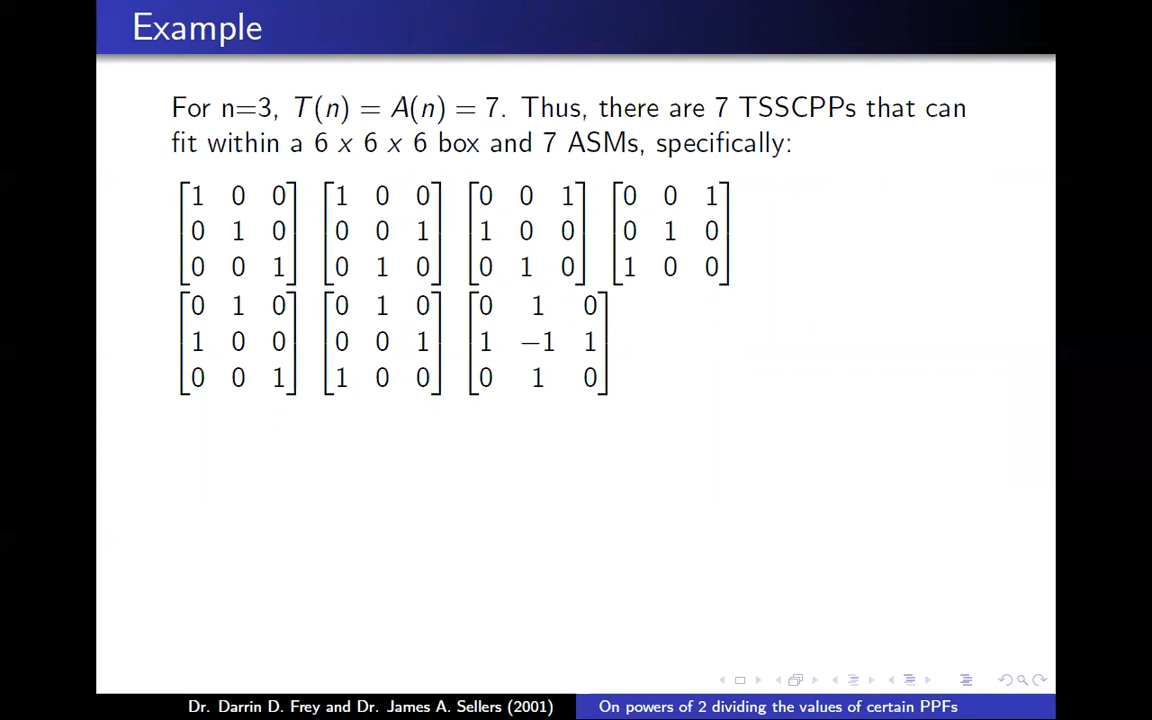 Example
For n=3, T(n) = A(n) = 7. Thus, there are 7 TSSCPPs that can
fit within a 6 x 6 x 6 box and 7 ASMs, specifically:
[1 0 0] [1 0 0] [0 0 1] [0 0 1]
[0 1 0] [0 0 1] [1 0 0] [0 1 0]
[0 0 1] [0 1 0] [0 1 0] [1 0 0]
[0 1 0] [0 1 0] [0 1 0]
[1 0 0] [0 0 1] [1 −1 1]
[0 0 1] [1 0 0] [0 1 0]
Dr. Darrin D. Frey and Dr. James A. Sellers (2001) On powers of 2 dividing the values of certain PPFs